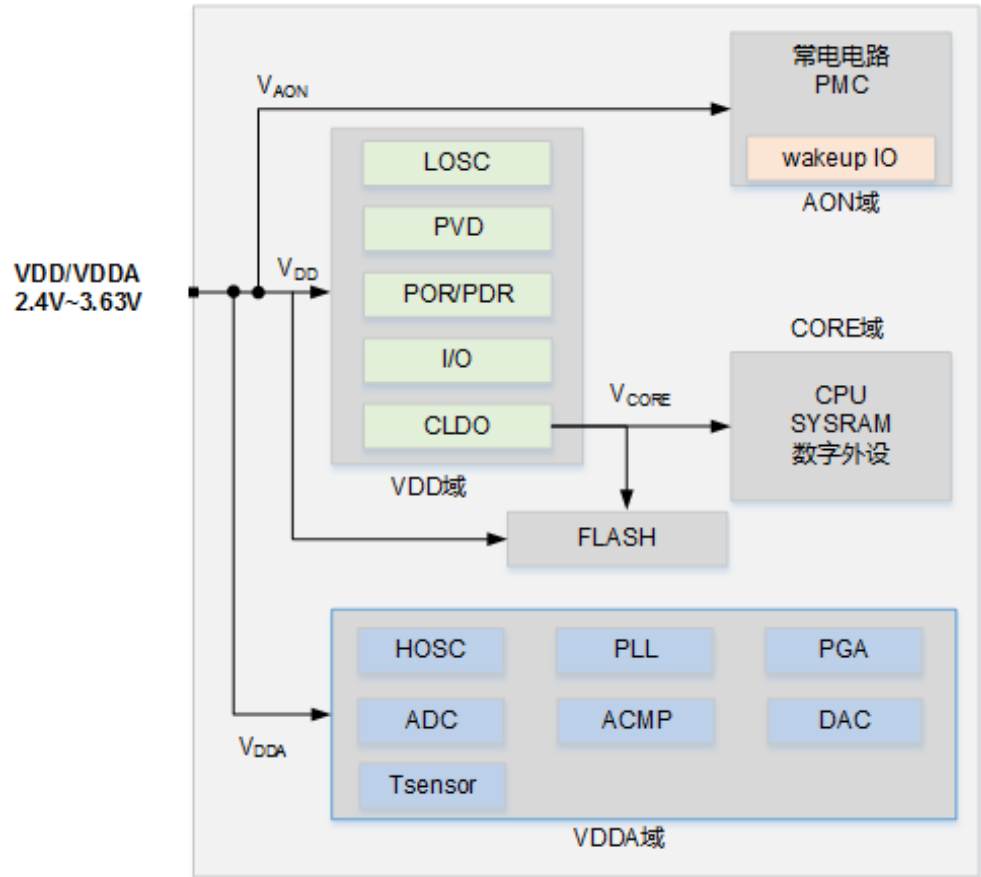 常电电路
PMC
wakeup IO
AON域
VAON
LOSC
PVD
POR/PDR
I/O
CLDO
VDD域
VDD/VDDA
2.4V~3.63V
VDD
CORE域
VCORE
CPU
SYSRAM
数字外设
FLASH
HOSC
PLL
PGA
ADC
ACMP
DAC
Tsensor
VDDA
VDDA域